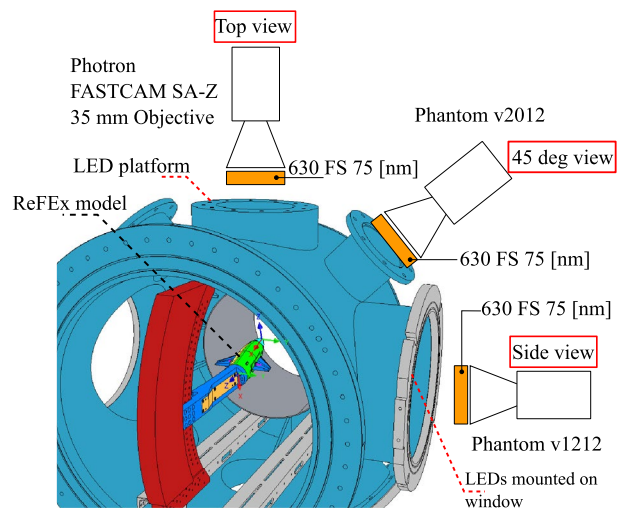 Top view
Photron
FASTCAM SA-Z
35 mm Objective
Phantom v2012
45 deg view
LED platform
630 FS 75 [nm]
ReFEx model
630 FS 75 [nm]
630 FS 75 [nm]
Side view
Phantom v1212
LEDs mounted on
window